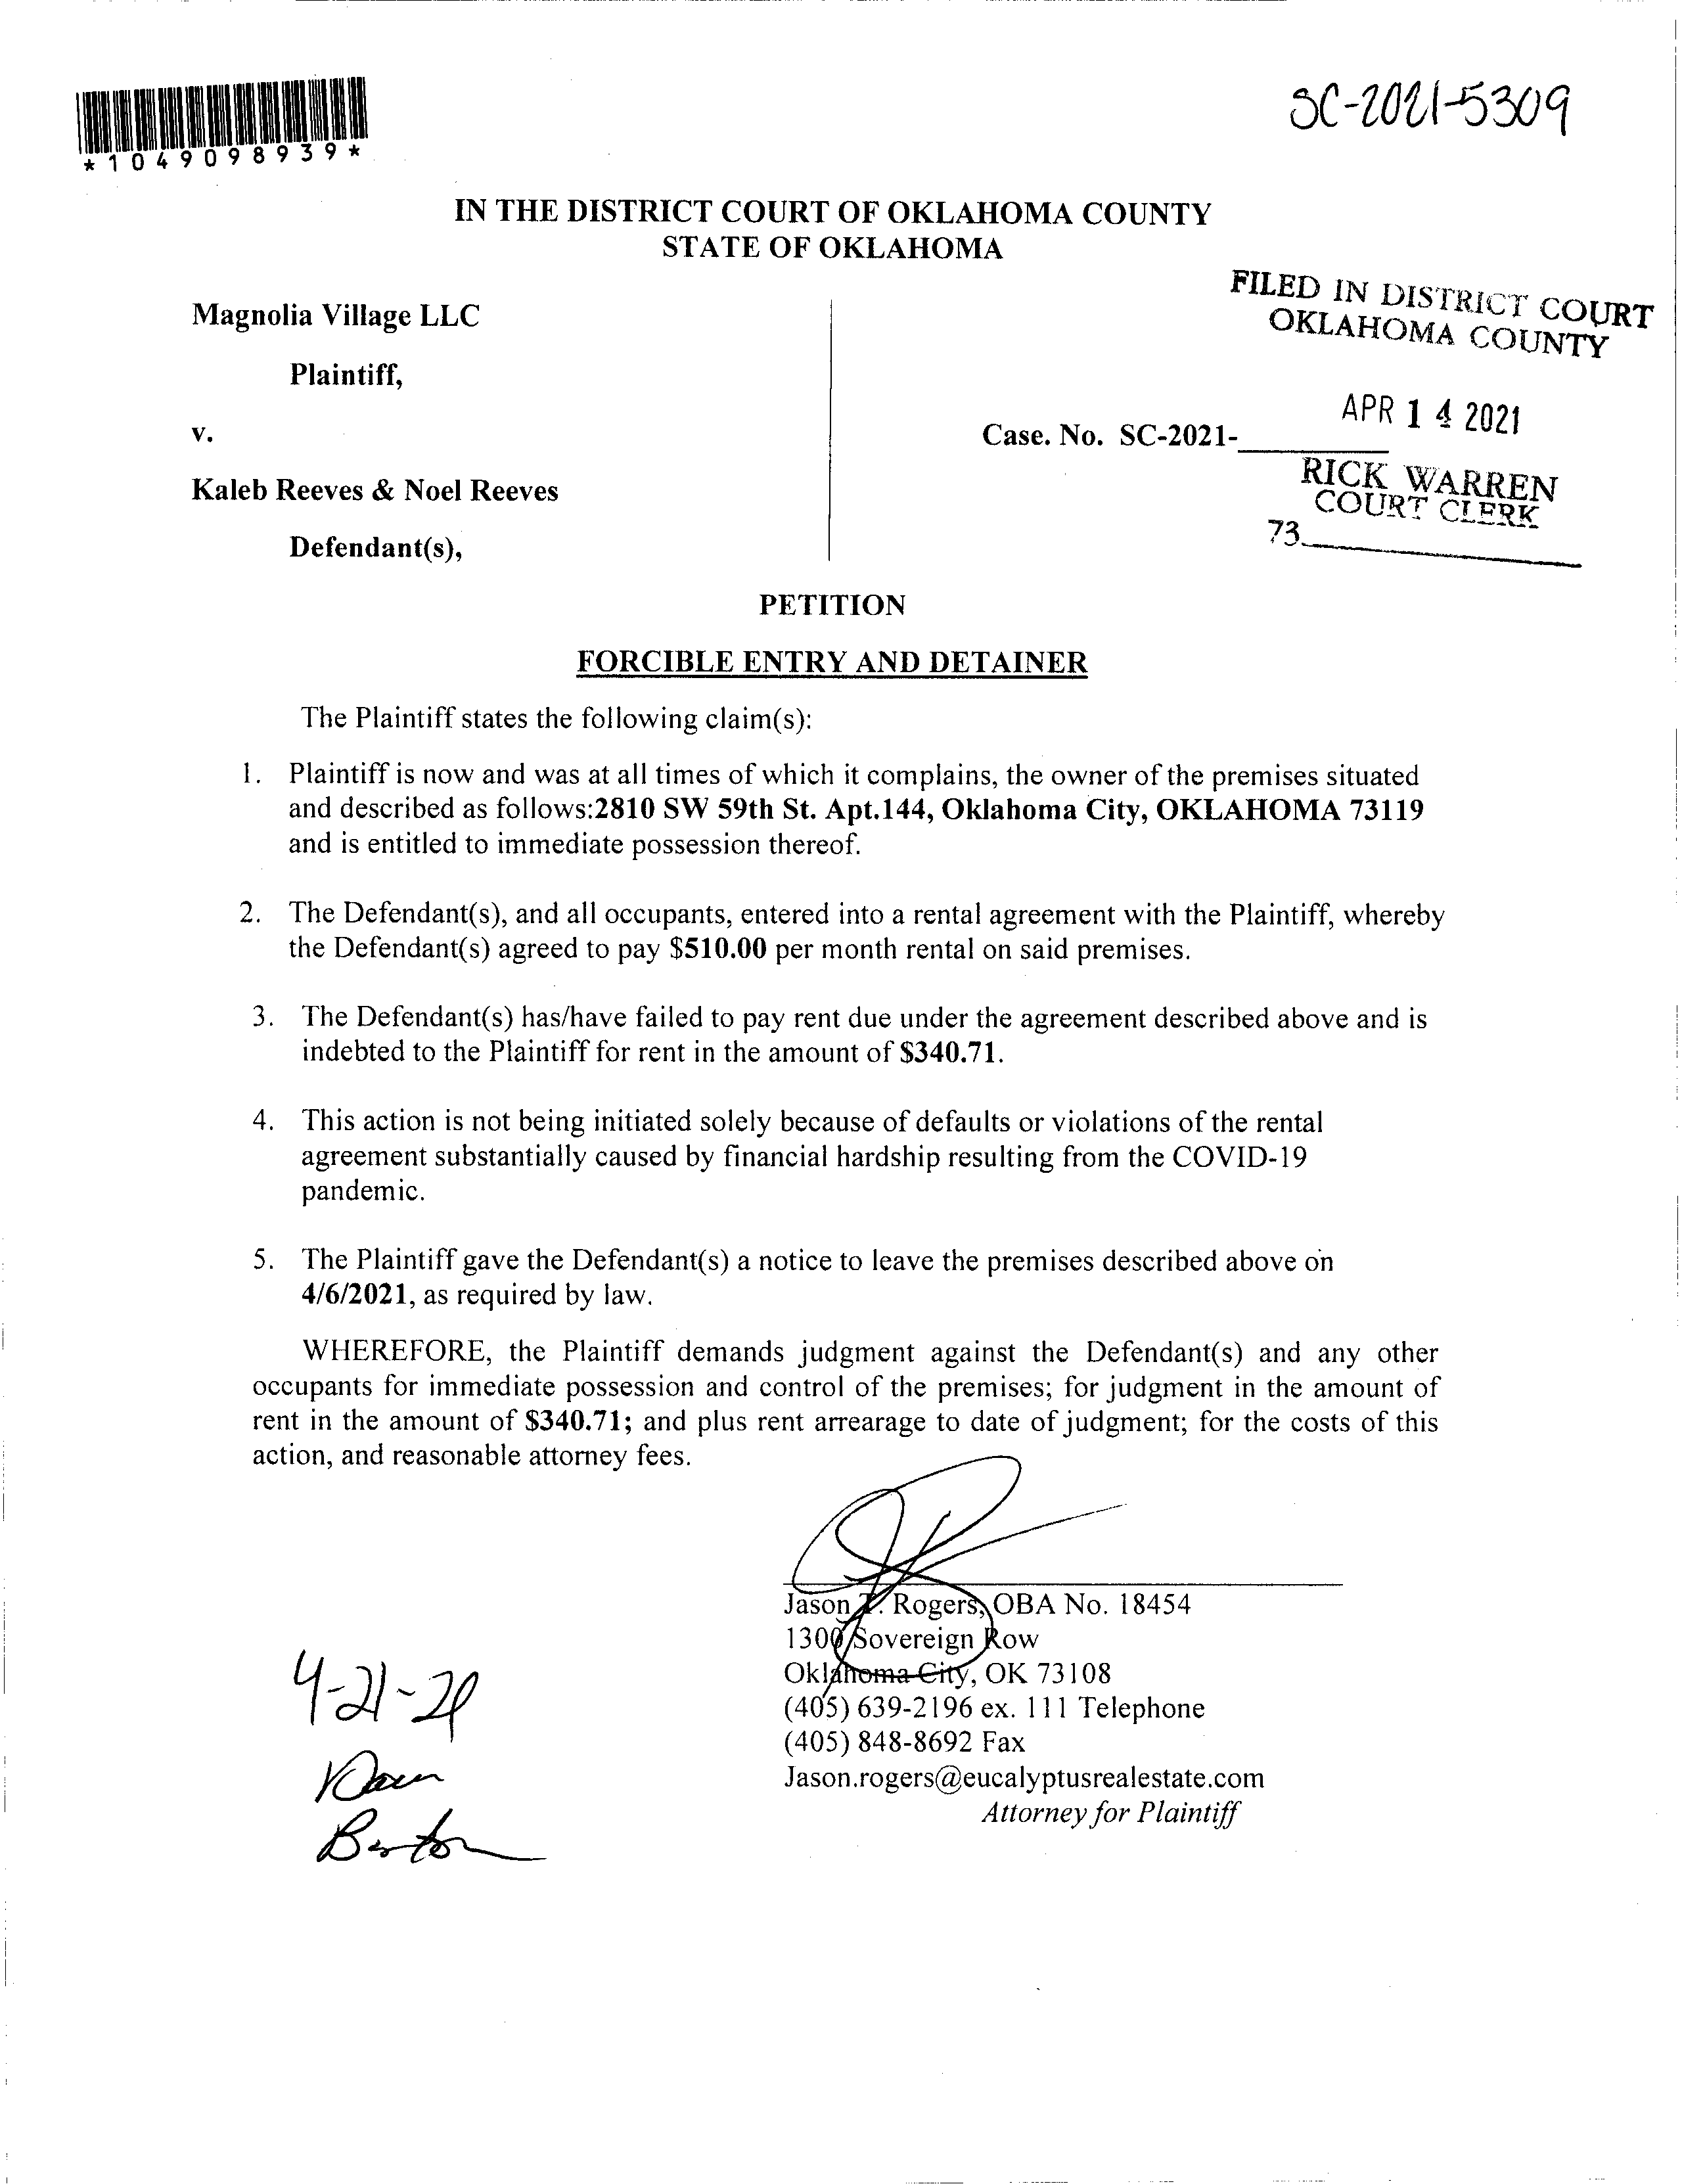 SC-2021-5309
*1049098939*
IN THE DISTRICT COURT OF OKLAHOMA COUNTY
STATE OF OKLAHOMA
FILED IN DISTRICT COURT
OKLAHOMA COUNTY
Magnolia Village LLC
Plaintiff,
APR 14 2021
v.
Case. No. SC-2021-
RICK WARREN
COURT CLERK
73
Kaleb Reeves & Noel Reeves
Defendant(s),
PETITION
FORCIBLE ENTRY AND DETAINER
The Plaintiff states the following claim(s):
1. Plaintiff is now and was at all times of which it complains, the owner of the premises situated
and described as follows:2810 SW 59th St. Apt.144, Oklahoma City, OKLAHOMA 73119
and is entitled to immediate possession thereof.
2. The Defendant(s), and all occupants, entered into a rental agreement with the Plaintiff, whereby
the Defendant(s) agreed to pay $510.00 per month rental on said premises.
3. The Defendant(s) has/have failed to pay rent due under the agreement described above and is
indebted to the Plaintiff for rent in the amount of $340.71.
4. This action is not being initiated solely because of defaults or violations of the rental
agreement substantially caused by financial hardship resulting from the COVID-19
pandemic.
5. The Plaintiff gave the Defendant(s) a notice to leave the premises described above on
4/6/2021, as required by law.
WHEREFORE, the Plaintiff demands judgment against the Defendant(s) and any other
occupants for immediate possession and control of the premises; for judgment in the amount of
rent in the amount of $340.71; and plus rent arrearage to date of judgment; for the costs of this
action, and reasonable attorney fees.
Jason T. Rogers, OBA No. 18454
1300 Sovereign Row
Oklahoma City, OK 73108
(405) 639-2196 ex. 111 Telephone
(405) 848-8692 Fax
Jason.rogers@eucalyptusrealestate.com
Attorney for Plaintiff
4-21-21